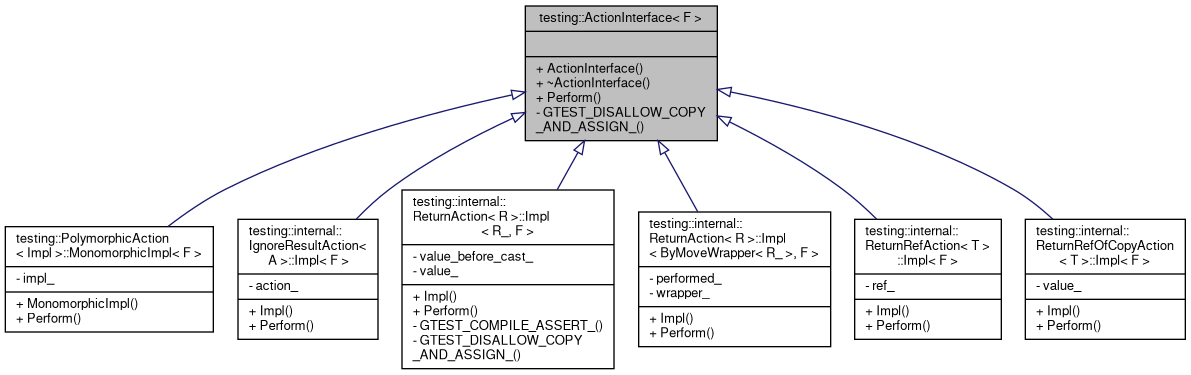 testing::ActionInterface< F >
+ ActionInterface()
+ ~ActionInterface()
+ Perform()
- GTEST_DISALLOW_COPY
_AND_ASSIGN_()
testing::PolymorphicAction
< Impl >::MonomorphicImpl< F >
- impl_
+ MonomorphicImpl()
+ Perform()
testing::internal::
IgnoreResultAction<
A >::Impl< F >
- action_
+ Impl()
+ Perform()
testing::internal::
ReturnAction< R >::Impl
< R_, F >
- value_before_cast_
- value_
+ Impl()
+ Perform()
- GTEST_COMPILE_ASSERT_()
- GTEST_DISALLOW_COPY
_AND_ASSIGN_()
testing::internal::
ReturnAction< R >::Impl
< ByMoveWrapper< R_ >, F >
- performed_
- wrapper_
+ Impl()
+ Perform()
testing::internal::
ReturnRefAction< T >
::Impl< F >
- ref_
+ Impl()
+ Perform()
testing::internal::
ReturnRefOfCopyAction
< T >::Impl< F >
- value_
+ Impl()
+ Perform()